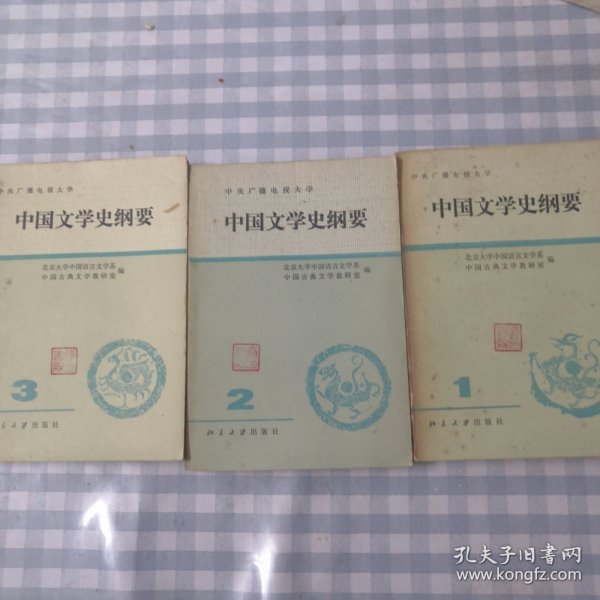 中央广播电视大学
中国文学史纲要
北京大学中国语言文学系
中国古典文学教研室
编
3
北京大学出版社
中央广播电视大学
中国文学史纲要
北京大学中国语言文学系
中国古典文学教研室
编
2
北京大学出版社
中央广播电视大学
中国文学史纲要
北京大学中国语言文学系
中国古典文学教研室
编
1
北京大学出版社
孔夫子旧书网
www.kongfz.com